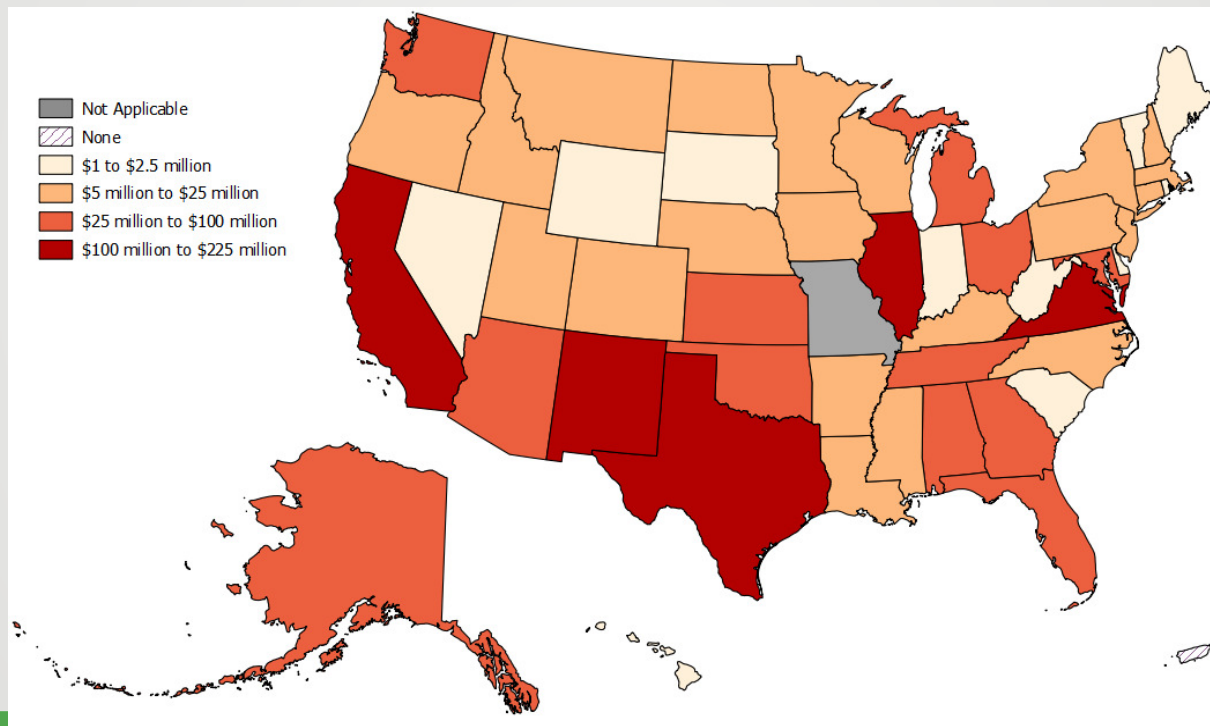 Not Applicable
None
$1 to $2.5 million
$5 million to $25 million
$25 million to $100 million
$100 million to $225 million